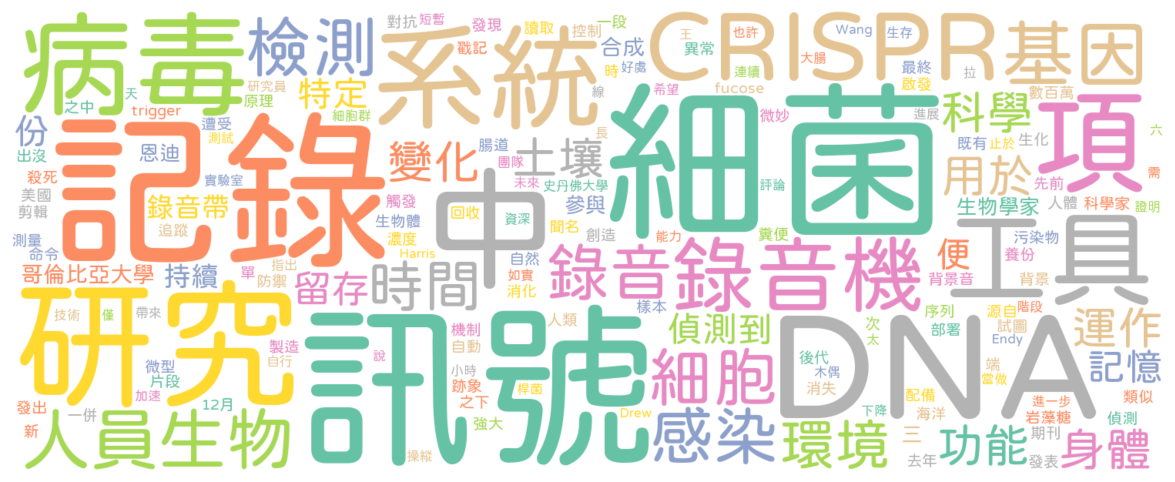 病毒
檢測
系統
CRISPR
基因
對抗
短暫
發現
讀取
控制
一段
也許
王
Wang
生存
大腸
戳記
合成
時
好處
異常
連續
最終
拉
數百萬
研究員
天
之中
原理
特定
線
希望
fucose
啟發
trigger
細胞群
份
遭受
測試
記錄
細菌
長
微妙
進展
科學
項
六
出沒
恩迪
變化
腸道
團隊
土壤
既有
止於
生化
殺死
實驗室
未來
史丹佛大學
評論
用於
先前
人體
需
美國
剪輯
錄音帶
觸發
中
參與
生物學家
科學家
證明
追蹤
生物體
回收
資深
聞名
糞便
測量
濃度
創造
能力
污染物
命令
Harris
自然
便
工具
養份
哥倫比亞大學
持續
單
指出
防禦
留存
時間
如實
消化
錄音
錄音機
背景音
背景
技術
僅
帶來
樣本
序列
源自
階段
研究
訊號
機制
人類
偵測到
DNA
次
太
部署
試圖
運作
說
自動
Endy
製造
自行
微型
小時
細胞
後代
木偶
端
當做
記憶
片段
跡象
之下
桿菌
消失
配備
類似
加速
發出
12月
一併
Drew
下降
海洋
進一步
岩藻糖
偵測
新
強大
感染
環境
三
功能
期刊
人員
生物
操縱
去年
發表
身體